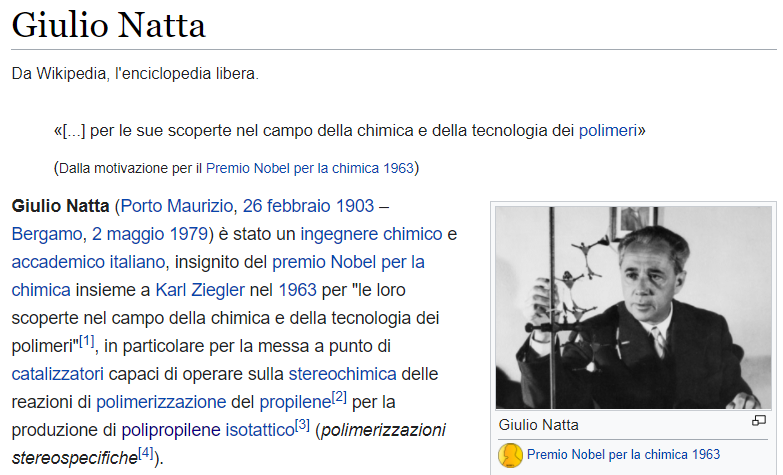 Giulio Natta
Da Wikipedia, l'enciclopedia libera.
«[...] per le sue scoperte nel campo della chimica e della tecnologia dei polimeri»
(Dalla motivazione per il Premio Nobel per la chimica 1963)
Giulio Natta (Porto Maurizio, 26 febbraio 1903 –
Bergamo, 2 maggio 1979) è stato un ingegnere chimico e
accademico italiano, insignito del premio Nobel per la
chimica insieme a Karl Ziegler nel 1963 per "le loro
scoperte nel campo della chimica e della tecnologia dei
polimeri"[1], in particolare per la messa a punto di
catalizzatori capaci di operare sulla stereochimica delle
reazioni di polimerizzazione del propilene[2] per la
produzione di polipropilene isotattico[3] (polimerizzazioni
stereospecifiche[4]).
Giulio Natta
Premio Nobel per la chimica 1963